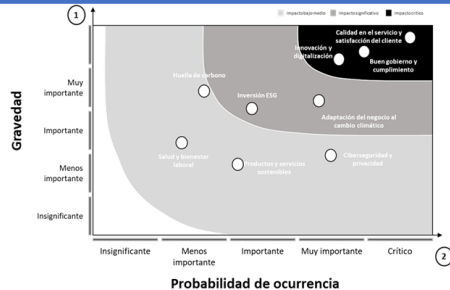 1
Impacto bajo-medio
Impacto significativo
Impacto crítico
Calidad en el servicio y
satisfacción del cliente
Innovación y
digitalización
Buen gobierno y
cumplimiento
Huella de carbono
Inversión ESG
Adaptación del negocio al
cambio climático
Salud y bienestar
laboral
Productos y servicios
sostenibles
Ciberseguridad y
privacidad
Gravedad
Muy
importante
Importante
Menos
importante
Insignificante
Insignificante
Menos
importante
Importante
Muy importante
Crítico
2
Probabilidad de ocurrencia